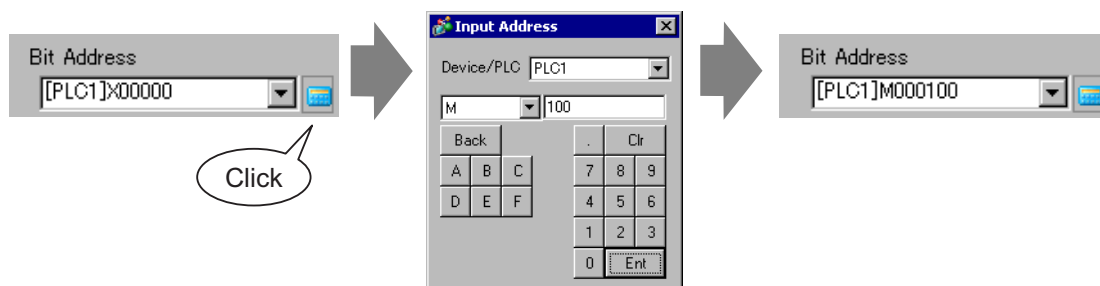 Bit Address
[PLC1]X00000
Click
Input Address
Device/PLC PLC1
M 100
Back . Clr
A B C 7 8 9
D E F 4 5 6
1 2 3
0 Ent
Bit Address
[PLC1]M000100